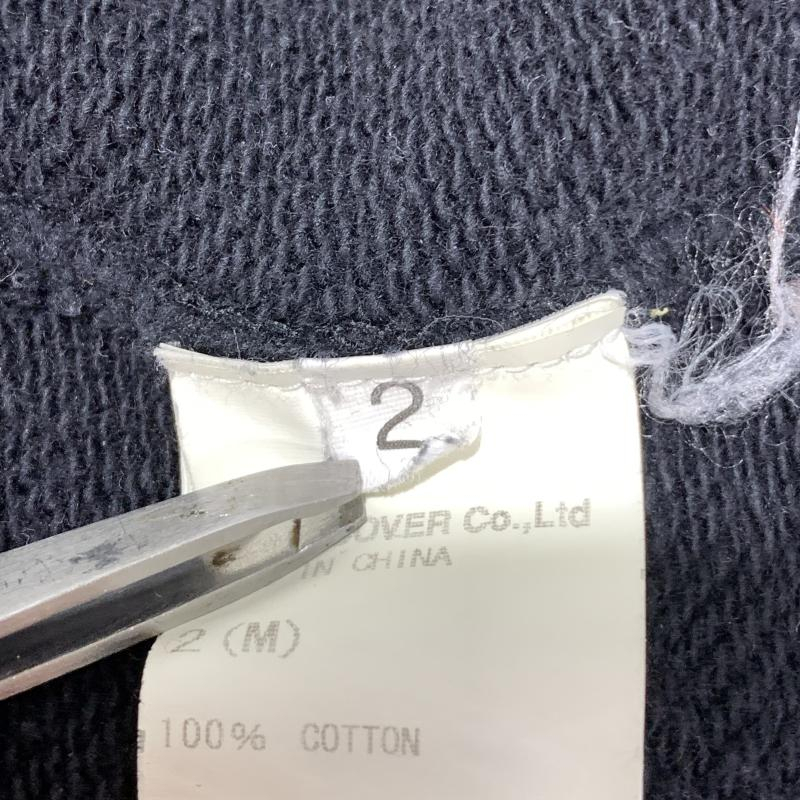 2
OVER Co.,Ltd
IN CHINA
2 (M)
100% COTTON